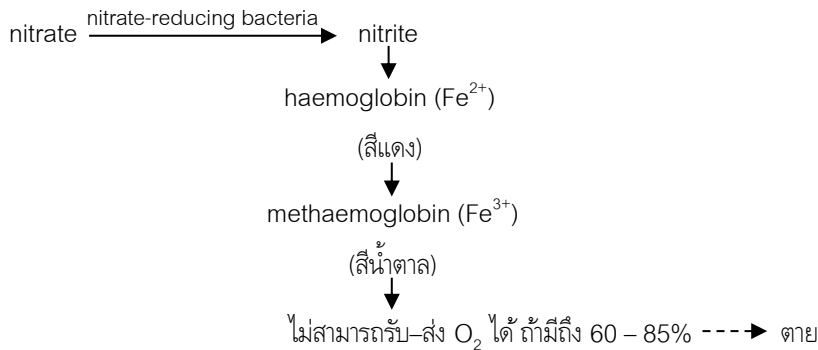 nitrate-reducing bacteria
nitrate nitrite
haemoglobin (Fe²⁺)
(สีแดง)
methaemoglobin (Fe³⁺)
(สีน้ำตาล)
ไม่สามารถรับ–ส่ง O₂ ได้ ถ้ามีถึง 60 – 85% ตาย